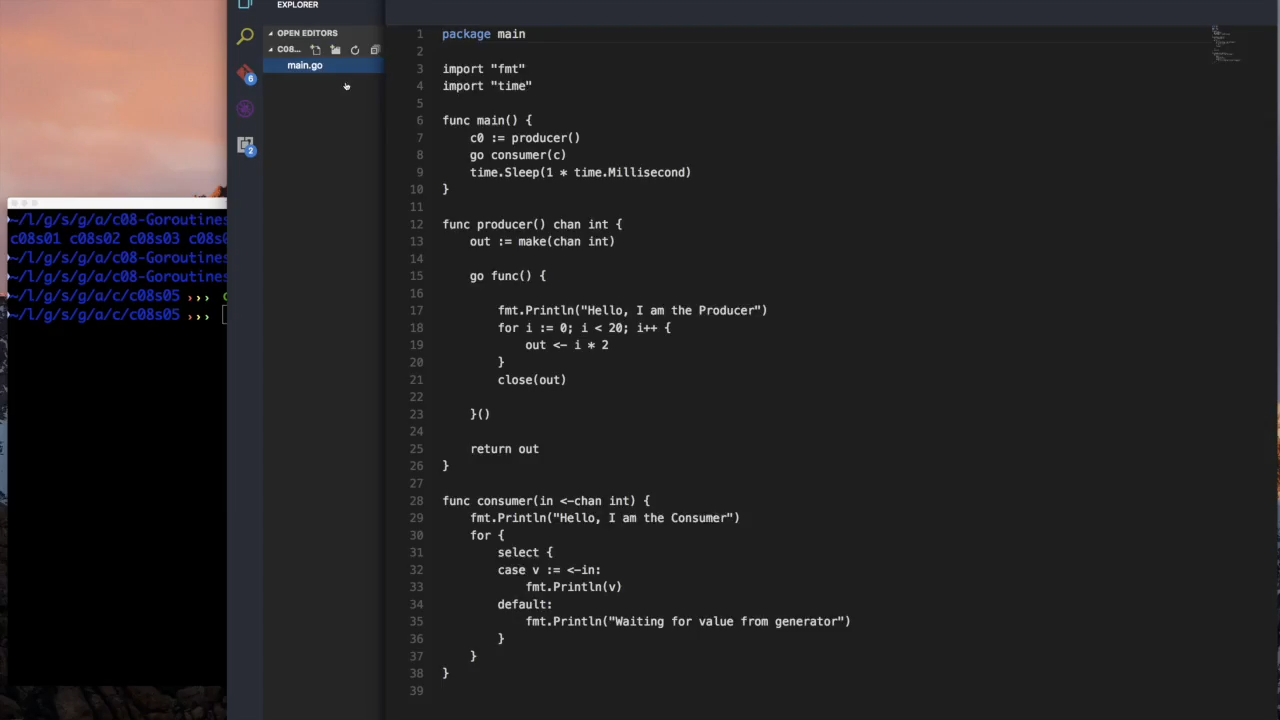 EXPLORER
OPEN EDITORS
C08...
main.go
6
2
~/l/g/s/g/a/c08-Goroutines
c08s01 c08s02 c08s03
~/l/g/s/g/a/c08-Goroutines
~/l/g/s/g/a/c08-Goroutines
~/l/g/s/g/a/c/c08s05 ›››
~/l/g/s/g/a/c/c08s05 ›››
1 package main
2
3 import "fmt"
4 import "time"
5
6 func main() {
7 c0 := producer()
8 go consumer(c)
9 time.Sleep(1 * time.Millisecond)
10 }
11
12 func producer() chan int {
13 out := make(chan int)
14
15 go func() {
16
17 fmt.Println("Hello, I am the Producer")
18 for i := 0; i < 20; i++ {
19 out <- i * 2
20 }
21 close(out)
22
23 }()
24
25 return out
26 }
27
28 func consumer(in <-chan int) {
29 fmt.Println("Hello, I am the Consumer")
30 for {
31 select {
32 case v := <-in:
33 fmt.Println(v)
34 default:
35 fmt.Println("Waiting for value from generator")
36 }
37 }
38 }
39